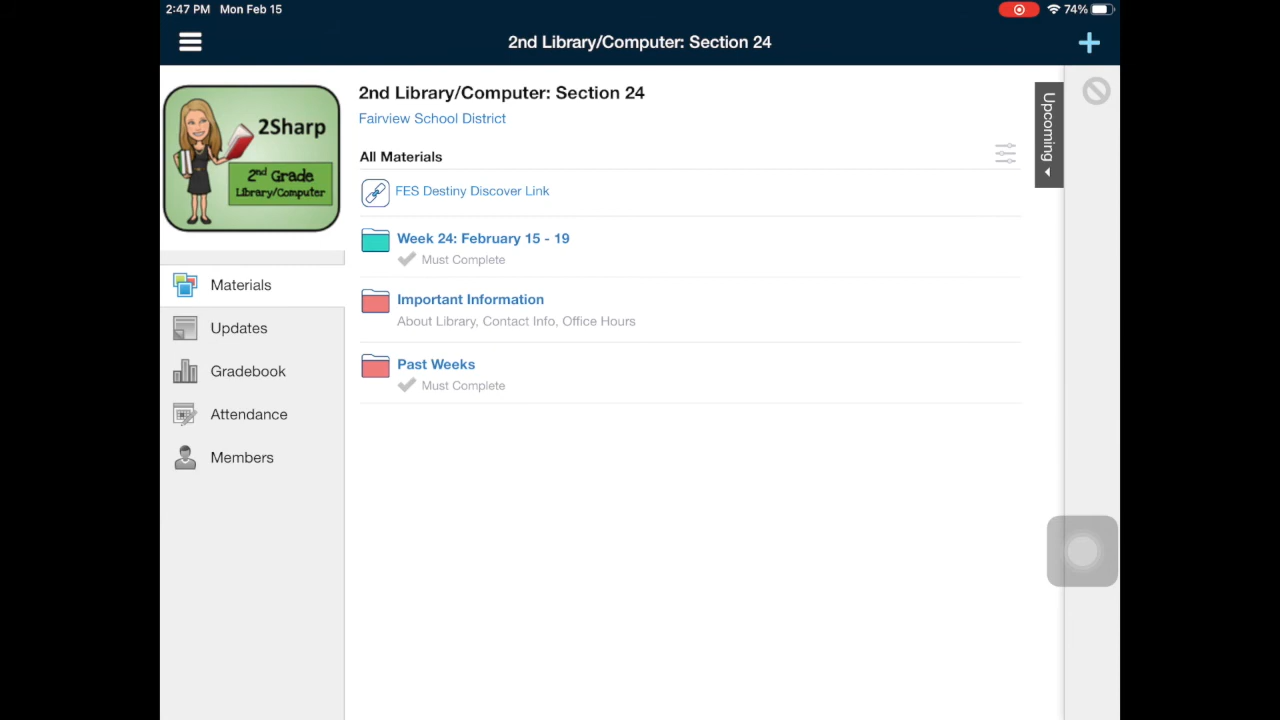 2:47 PM Mon Feb 15
74%
2nd Library/Computer: Section 24
2Sharp
2nd Grade
Library/Computer
Materials
Updates
Gradebook
Attendance
Members
2nd Library/Computer: Section 24
Fairview School District
All Materials
FES Destiny Discover Link
Week 24: February 15 - 19
Must Complete
Important Information
About Library, Contact Info, Office Hours
Past Weeks
Must Complete
Upcoming